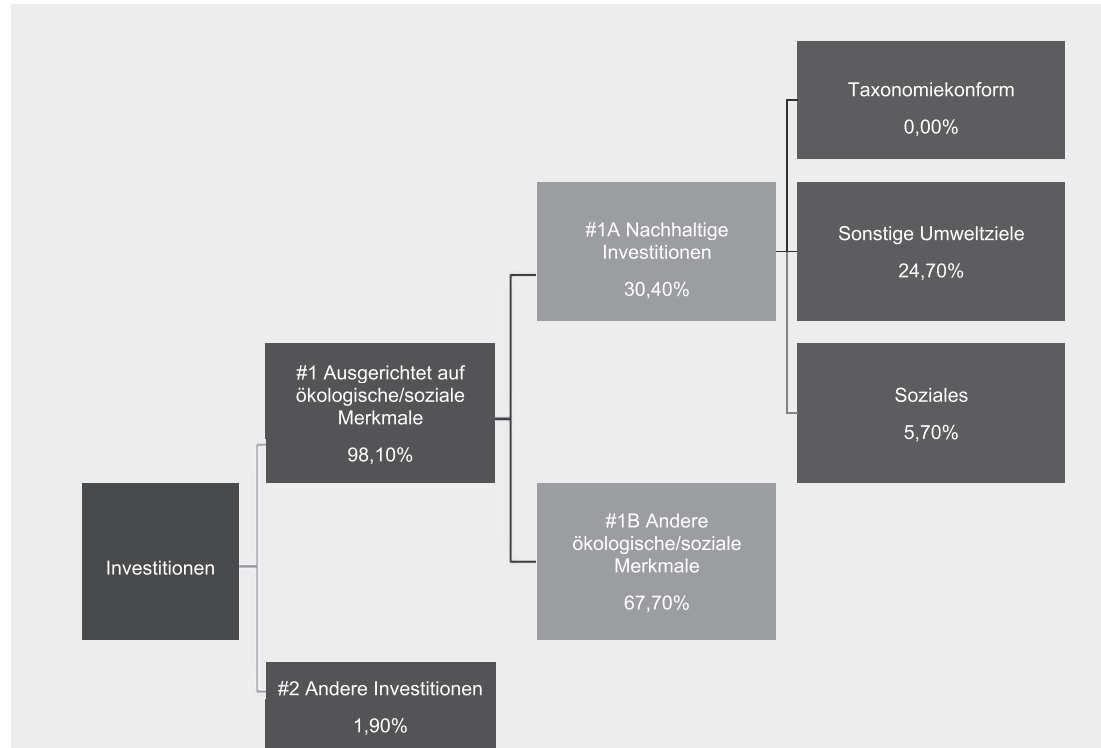 Taxonomiekonform
0,00%
#1A Nachhaltige
Investitionen
30,40%
Sonstige Umweltziele
24,70%
#1 Ausgerichtet auf
ökologische/soziale
Merkmale
98,10%
Soziales
5,70%
Investitionen
#1B Andere
ökologische/soziale
Merkmale
67,70%
#2 Andere Investitionen
1,90%